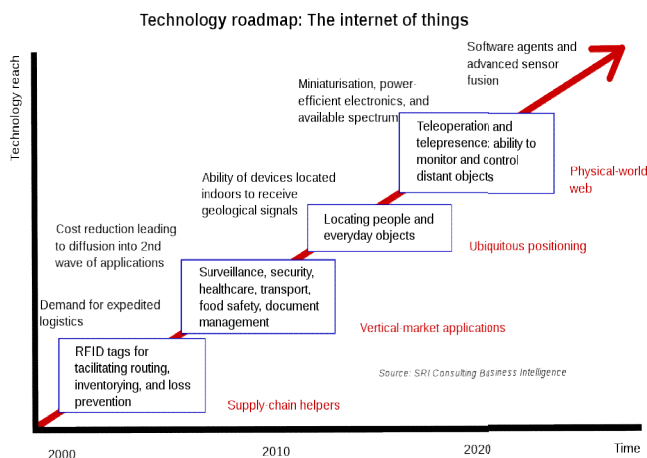 Technology roadmap: The internet of things
Technology reach
Software agents and
advanced sensor
fusion
Miniaturisation, power-
efficient electronics, and
available spectrum
Teleoperation and
telepresence: ability to
monitor and control
distant objects
Physical-world
web
Ability of devices located
indoors to receive
geological signals
Locating people and
everyday objects
Ubiquitous positioning
Cost reduction leading
to diffusion into 2nd
wave of applications
Surveillance, security,
healthcare, transport,
food safety, document
management
Vertical-market applications
Demand for expedited
logistics
RFID tags for
facilitating routing,
inventorying, and loss
prevention
Supply-chain helpers
Source: SRI Consulting Business Intelligence
2000
2010
2020
Time